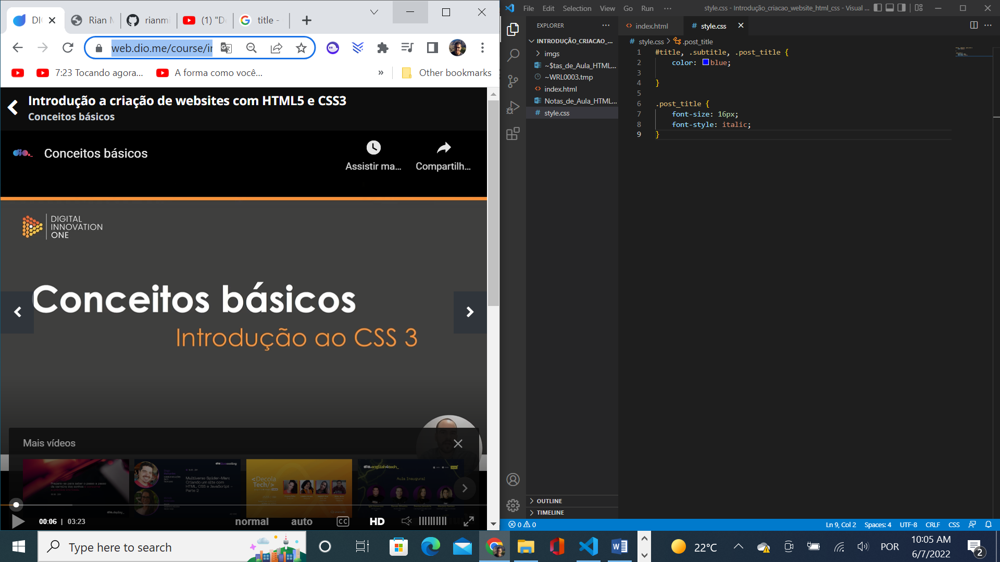 DI
Rian M
rianmi
(1) "De
title -
web.dio.me/course/in
7:23 Tocando agora...
A forma como você...
»
Other bookmarks
Introdução a criação de websites com HTML5 e CSS3
Conceitos básicos
dio._
Conceitos básicos
Assistir ma...
Compartilh...
DIGITAL
INNOVATION
ONE
Conceitos básicos
Introdução ao CSS 3
Mais vídeos
Multiverso Spider-Man:
Criando um site com
HTML, CSS e JavaScript -
Parte 2
<Decola
Tech/>
dio.english4tech_
Aula Inaugural
00:06 | 03:23
normal
auto
CC
HD
File Edit Selection View Go Run ···
style.css - Introdução_criacao_website_html_css - Visual ...
EXPLORER
INTRODUÇÃO_CRIACAO_...
imgs
~$tas_de_Aula_HTML...
~WRL0003.tmp
index.html
Notas_de_Aula_HTML...
style.css
OUTLINE
TIMELINE
index.html
# style.css
# style.css > .post_title
1 #title, .subtitle, .post_title {
2 color: blue;
3
4 }
5
6 .post_title {
7 font-size: 16px;
8 font-style: italic;
9 }
0 0
Ln 9, Col 2 Spaces: 4 UTF-8 CRLF CSS
Type here to search
22°C
POR
10:05 AM
6/7/2022
2